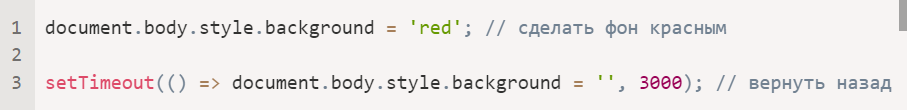 1 document.body.style.background = 'red'; // сделать фон красным
2
3 setTimeout(() => document.body.style.background = '', 3000); // вернуть назад